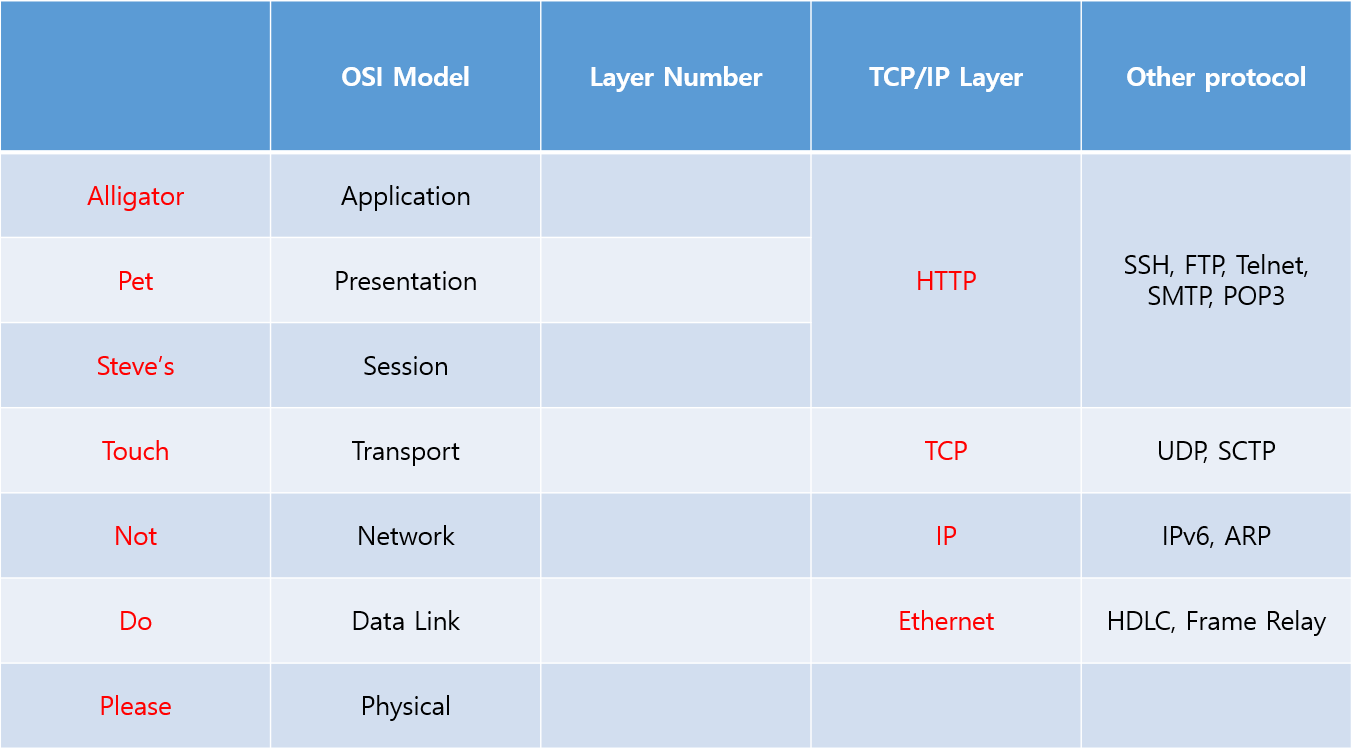 OSI Model
Layer Number
TCP/IP Layer
Other protocol
Alligator
Application
Pet
Presentation
HTTP
SSH, FTP, Telnet,
SMTP, POP3
Steve’s
Session
Touch
Transport
TCP
UDP, SCTP
Not
Network
IP
IPv6, ARP
Do
Data Link
Ethernet
HDLC, Frame Relay
Please
Physical